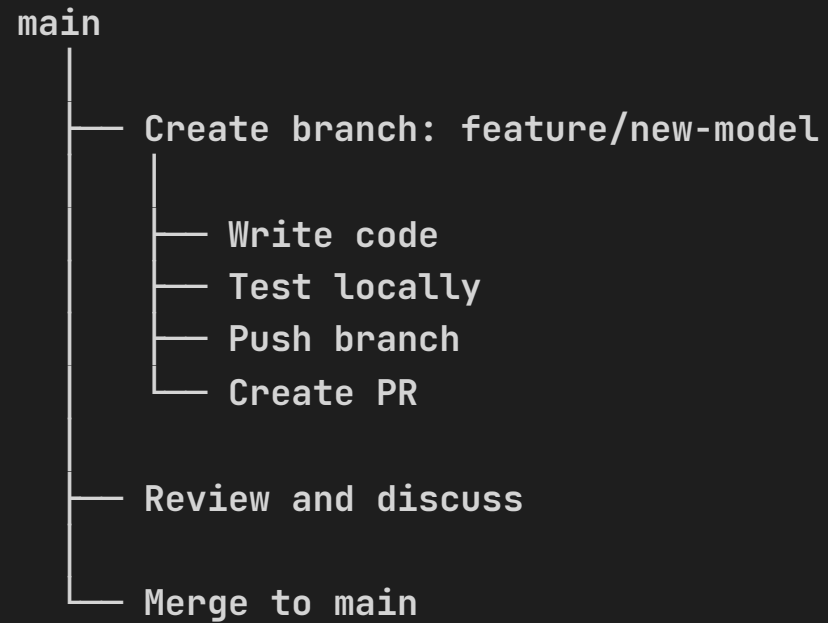 main
Create branch: feature/new-model
Write code
Test locally
Push branch
Create PR
Review and discuss
Merge to main